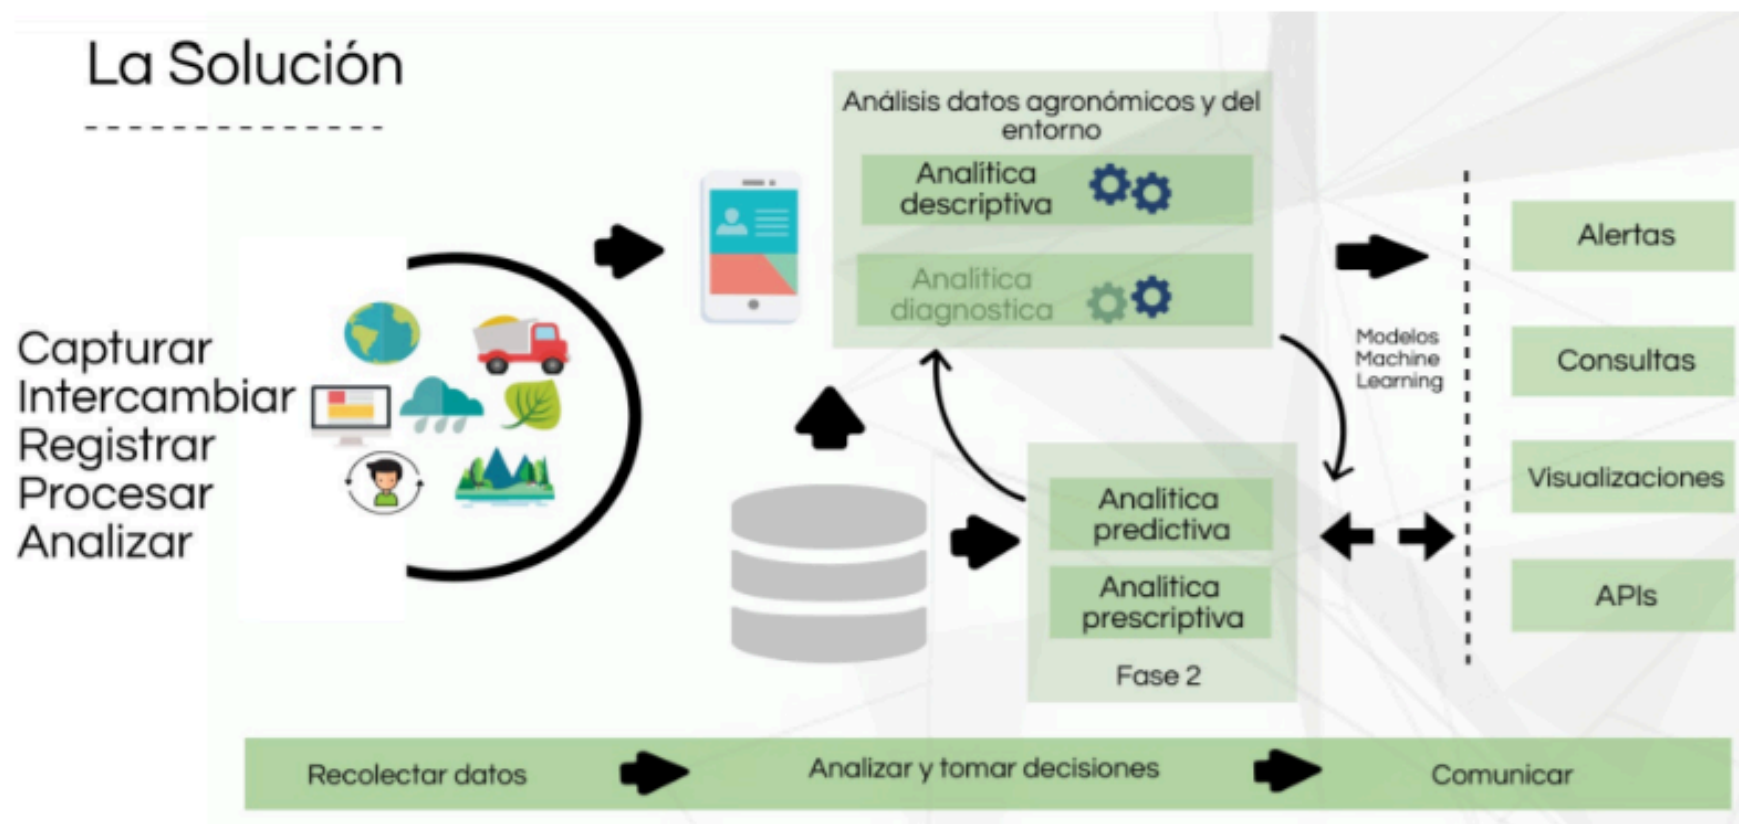 La Solución
Capturar
Intercambiar
Registrar
Procesar
Analizar
Análisis datos agronómicos y del
entorno
Analítica
descriptiva
Analítica
diagnostica
Analítica
predictiva
Analítica
prescriptiva
Fase 2
Modelos
Machine
Learning
Alertas
Consultas
Visualizaciones
APIs
Recolectar datos
Analizar y tomar decisiones
Comunicar